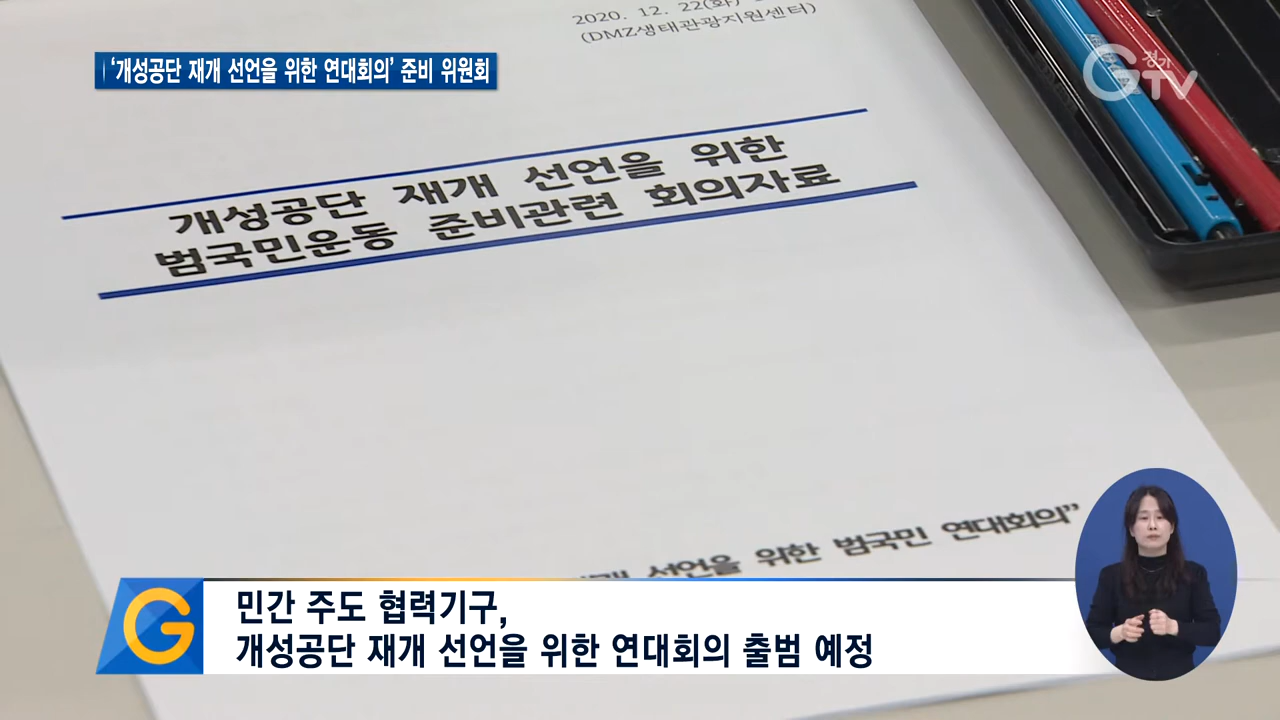 2020. 12. 22(화)
(DMZ생태관광지원센터)
‘개성공단 재개 선언을 위한 연대회의’ 준비 위원회
경기
GTV
개성공단 재개 선언을 위한
범국민운동 준비관련 회의자료
선언을 위한 범국민 연대회의”
G
민간 주도 협력기구,
개성공단 재개 선언을 위한 연대회의 출범 예정